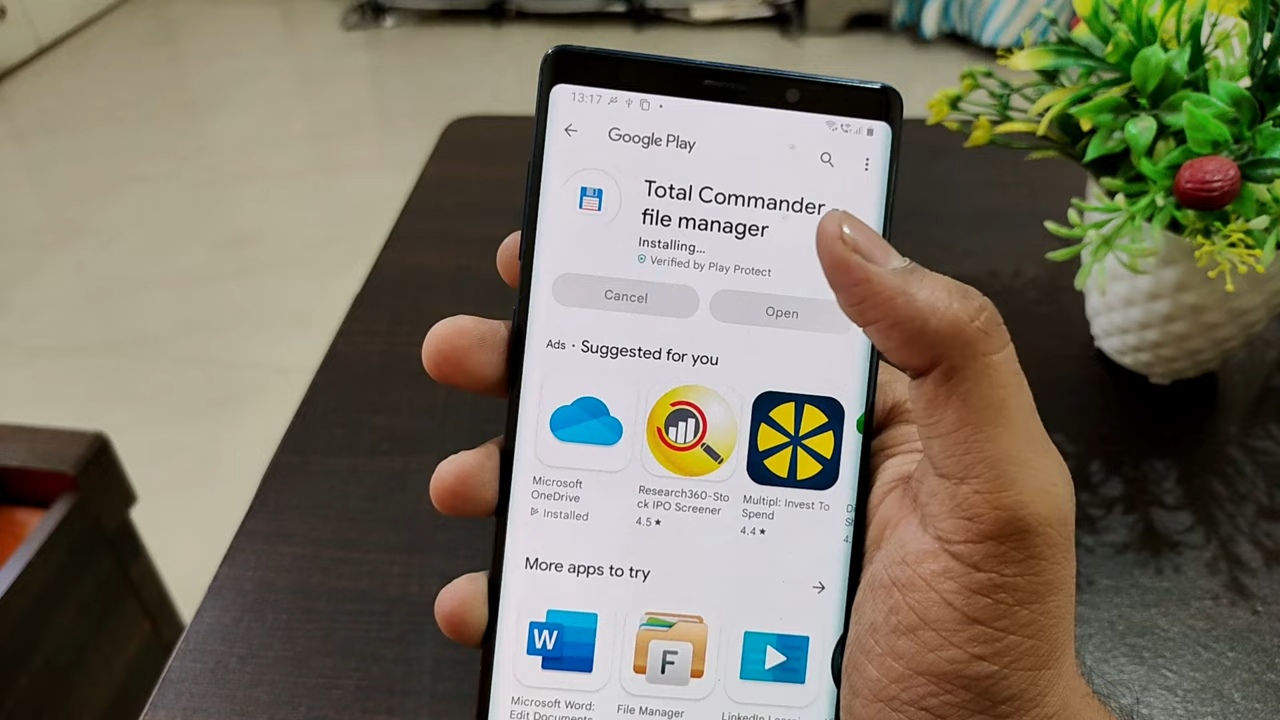 13:17
Google Play
Total Commander -
file manager
Installing...
Verified by Play Protect
Cancel
Open
Ads • Suggested for you
Microsoft
OneDrive
Installed
Research360-Sto
ck IPO Screener
4.5★
Multipl: Invest To
Spend
4.4★
4.
More apps to try
W
F
Microsoft Word:
Edit Documents
File Manager
LinkedIn